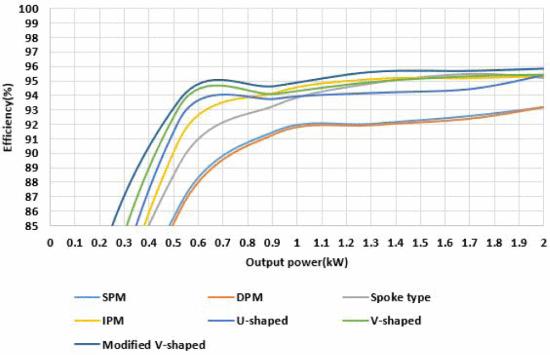 Efficiency(%)
100
99
98
97
96
95
94
93
92
91
90
89
88
87
86
85
0 0.1 0.2 0.3 0.4 0.5 0.6 0.7 0.8 0.9 1 1.1 1.2 1.3 1.4 1.5 1.6 1.7 1.8 1.9 2
Output power(kW)
SPM DPM Spoke type
IPM U-shaped V-shaped
Modified V-shaped